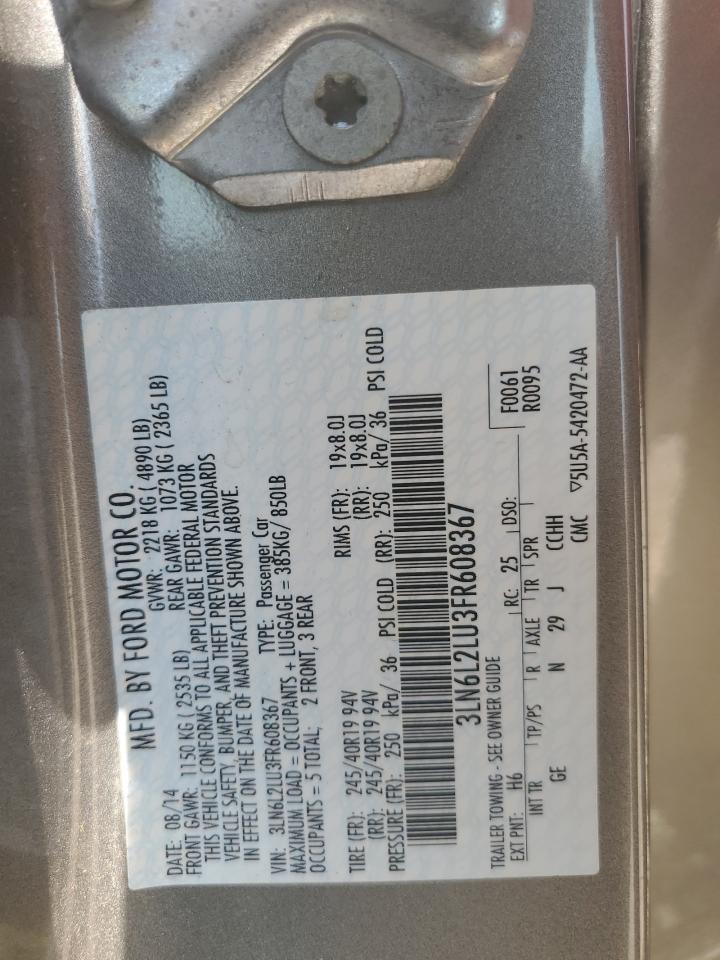 MFD. BY FORD MOTOR CO.
DATE: 08/14 GVWR: 2218 KG ( 4890 LB)
FRONT GAWR: 1150 KG ( 2535 LB) REAR GAWR: 1073 KG ( 2365 LB)
THIS VEHICLE CONFORMS TO ALL APPLICABLE FEDERAL MOTOR
VEHICLE SAFETY, BUMPER, AND THEFT PREVENTION STANDARDS
IN EFFECT ON THE DATE OF MANUFACTURE SHOWN ABOVE.
VIN: 3LN6L2LU3FR608367 TYPE: Passenger Car
MAXIMUM LOAD = OCCUPANTS + LUGGAGE = 385KG/ 850LB
OCCUPANTS = 5 TOTAL; 2 FRONT, 3 REAR
TIRE (FR): 245/40R19 94V RIMS (FR): 19x8.0J
(RR): 245/40R19 94V (RR): 19x8.0J
PRESSURE (FR): 250 kPa/ 36 PSI COLD (RR): 250 kPa/ 36 PSI COLD
3LN6L2LU3FR608367
TRAILER TOWING - SEE OWNER GUIDE F0061
EXT PNT: H6 RC: 25 DSO: R0095
INT TR TP/PS R AXLE TR SPR
GE N 29 J CCHH
CMC ▽5U5A-5420472-AA